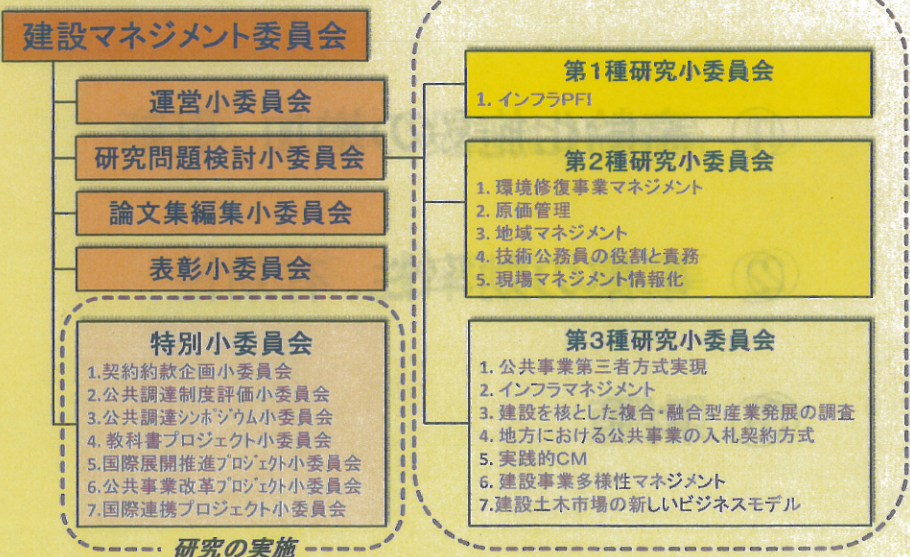 建設マネジメント委員会
運営小委員会
研究問題検討小委員会
論文集編集小委員会
表彰小委員会
特別小委員会
1.契約約款企画小委員会
2.公共調達制度評価小委員会
3.公共調達シンポジウム小委員会
4.教科書プロジェクト小委員会
5.国際展開推進プロジェクト小委員会
6.公共事業改革プロジェクト小委員会
7.国際連携プロジェクト小委員会
研究の実施
第1種研究小委員会
1. インフラPFI
第2種研究小委員会
1. 環境修復事業マネジメント
2. 原価管理
3. 地域マネジメント
4. 技術公務員の役割と責務
5. 現場マネジメント情報化
第3種研究小委員会
1. 公共事業第三者方式実現
2. インフラマネジメント
3. 建設を核とした複合・融合型産業発展の調査
4. 地方における公共事業の入札契約方式
5. 実践的CM
6. 建設事業多様性マネジメント
7.建設土木市場の新しいビジネスモデル